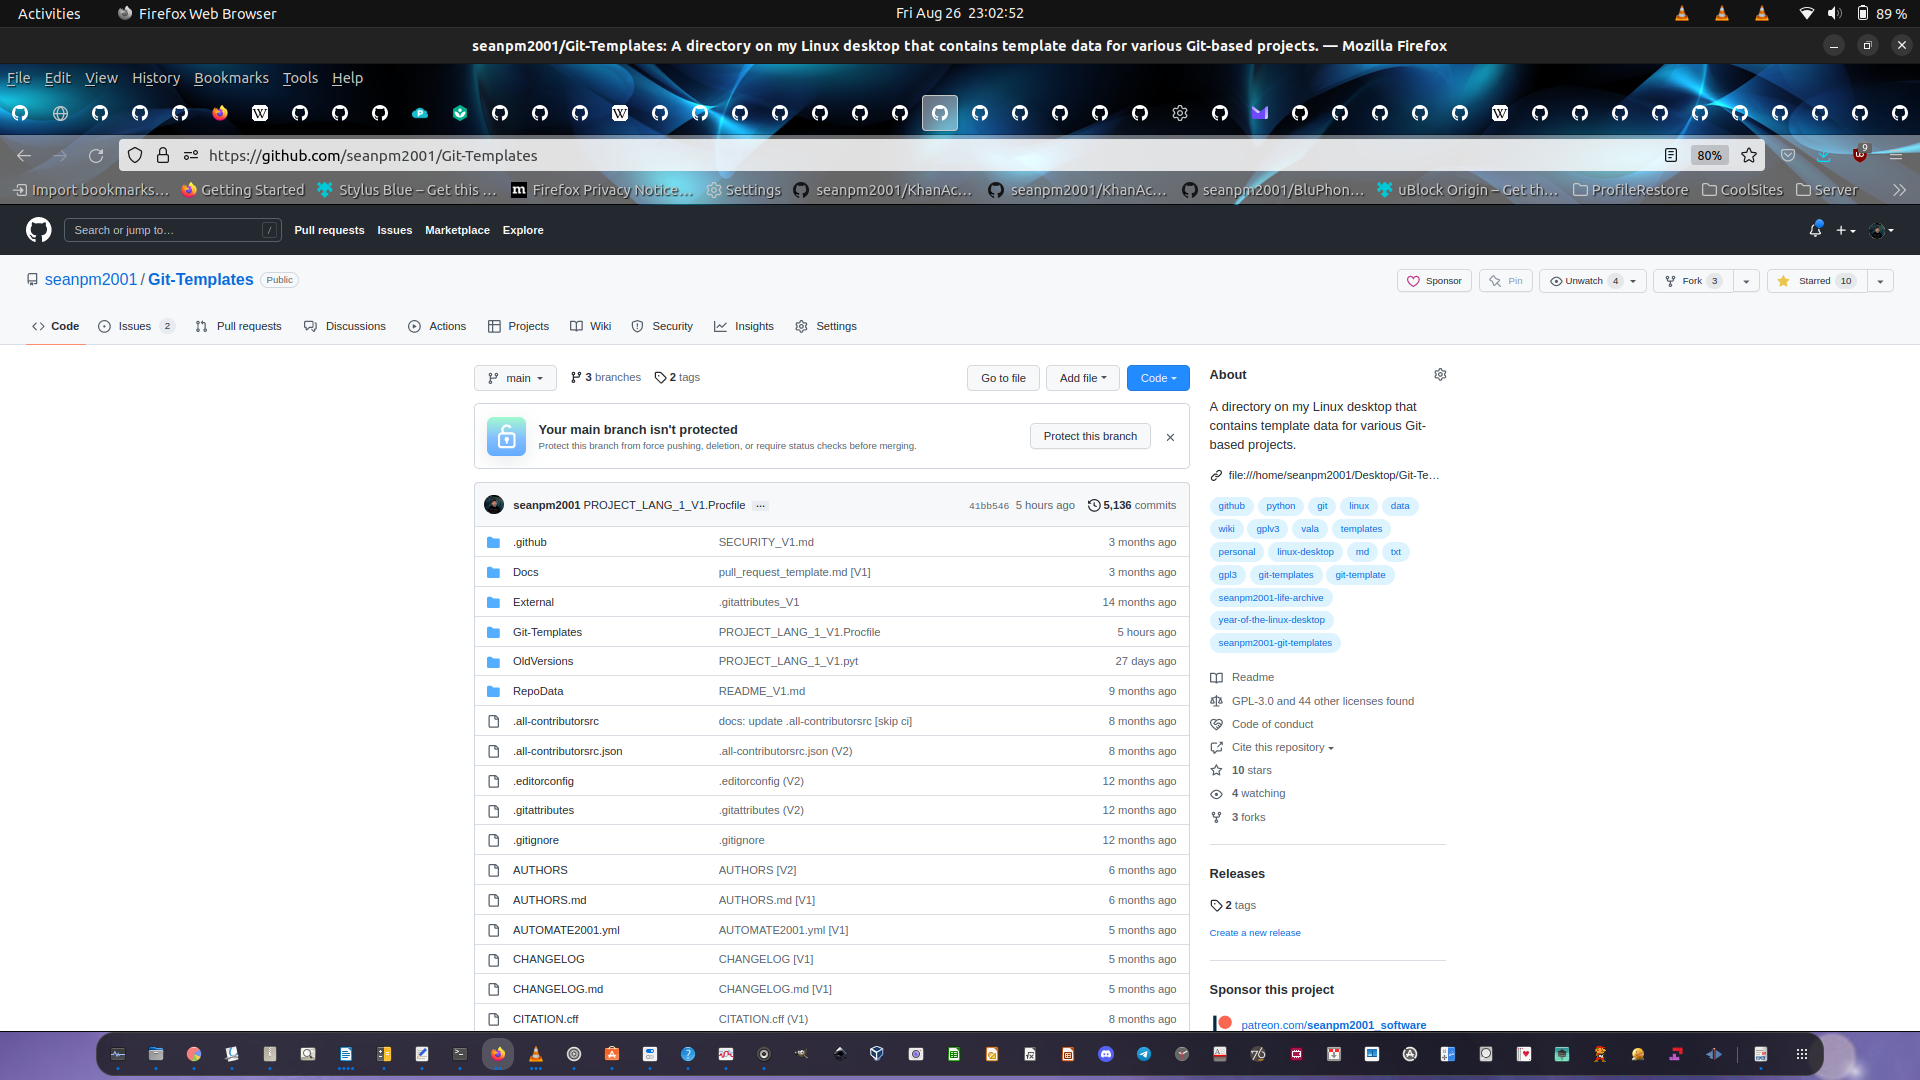 Activities Firefox Web Browser Fri Aug 26 23:02:52 89 %
seanpm2001/Git-Templates: A directory on my Linux desktop that contains template data for various Git-based projects. — Mozilla Firefox
File Edit View History Bookmarks Tools Help
https://github.com/seanpm2001/Git-Templates 80% 9
Import bookmarks… Getting Started Stylus Blue – Get this … Firefox Privacy Notice… Settings seanpm2001/KhanAc… seanpm2001/KhanAc… seanpm2001/BluPhon… uBlock Origin – Get th… ProfileRestore CoolSites Server
Search or jump to… / Pull requests Issues Marketplace Explore
seanpm2001 / Git-Templates Public Sponsor Pin Unwatch 4 Fork 3 Starred 10
Code Issues 2 Pull requests Discussions Actions Projects Wiki Security Insights Settings
main 3 branches 2 tags Go to file Add file Code
Your main branch isn't protected
Protect this branch from force pushing, deletion, or require status checks before merging.
Protect this branch
seanpm2001 PROJECT_LANG_1_V1.Procfile … 41bb546 5 hours ago 5,136 commits
.github SECURITY_V1.md 3 months ago
Docs pull_request_template.md [V1] 3 months ago
External .gitattributes_V1 14 months ago
Git-Templates PROJECT_LANG_1_V1.Procfile 5 hours ago
OldVersions PROJECT_LANG_1_V1.pyt 27 days ago
RepoData README_V1.md 9 months ago
.all-contributorsrc docs: update .all-contributorsrc [skip ci] 8 months ago
.all-contributorsrc.json .all-contributorsrc.json (V2) 8 months ago
.editorconfig .editorconfig (V2) 12 months ago
.gitattributes .gitattributes (V2) 12 months ago
.gitignore .gitignore 12 months ago
AUTHORS AUTHORS [V2] 6 months ago
AUTHORS.md AUTHORS.md [V1] 6 months ago
AUTOMATE2001.yml AUTOMATE2001.yml [V1] 5 months ago
CHANGELOG CHANGELOG [V1] 5 months ago
CHANGELOG.md CHANGELOG.md [V1] 5 months ago
CITATION.cff CITATION.cff (V1) 8 months ago
About
A directory on my Linux desktop that
contains template data for various Git-
based projects.
file:///home/seanpm2001/Desktop/Git-Te…
github python git linux data
wiki gplv3 vala templates
personal linux-desktop md txt
gpl3 git-templates git-template
seanpm2001-life-archive
year-of-the-linux-desktop
seanpm2001-git-templates
Readme
GPL-3.0 and 44 other licenses found
Code of conduct
Cite this repository
10 stars
4 watching
3 forks
Releases
2 tags
Create a new release
Sponsor this project
patreon.com/seanpm2001_software